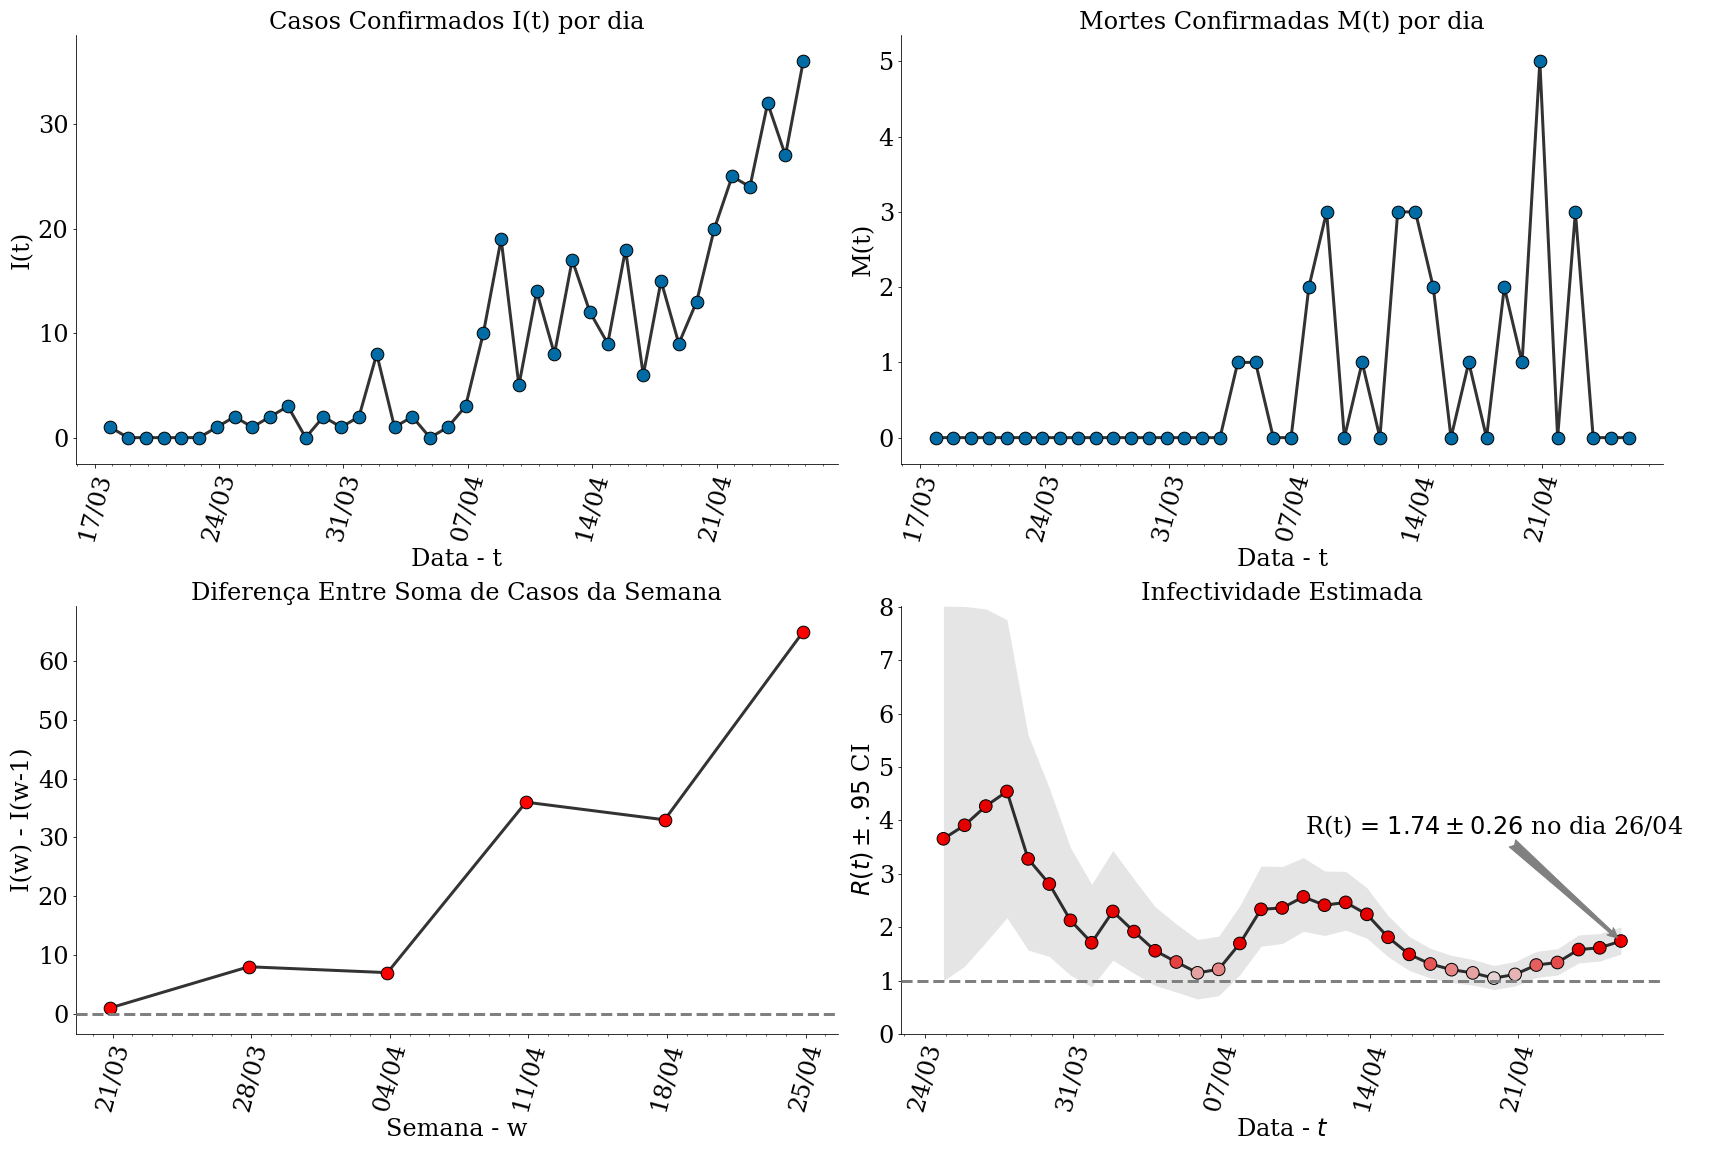 Casos Confirmados I(t) por dia
I(t)
30
20
10
0
17/03 24/03 31/03 07/04 14/04 21/04
Data - t
Mortes Confirmadas M(t) por dia
M(t)
5
4
3
2
1
0
17/03 24/03 31/03 07/04 14/04 21/04
Data - t
Diferença Entre Soma de Casos da Semana
I(w) - I(w-1)
60
50
40
30
20
10
0
21/03 28/03 04/04 11/04 18/04 25/04
Semana - w
Infectividade Estimada
R(t) ± .95 CI
8
7
6
5
4
3
2
1
0
R(t) = 1.74 ± 0.26 no dia 26/04
24/03 31/03 07/04 14/04 21/04
Data - t